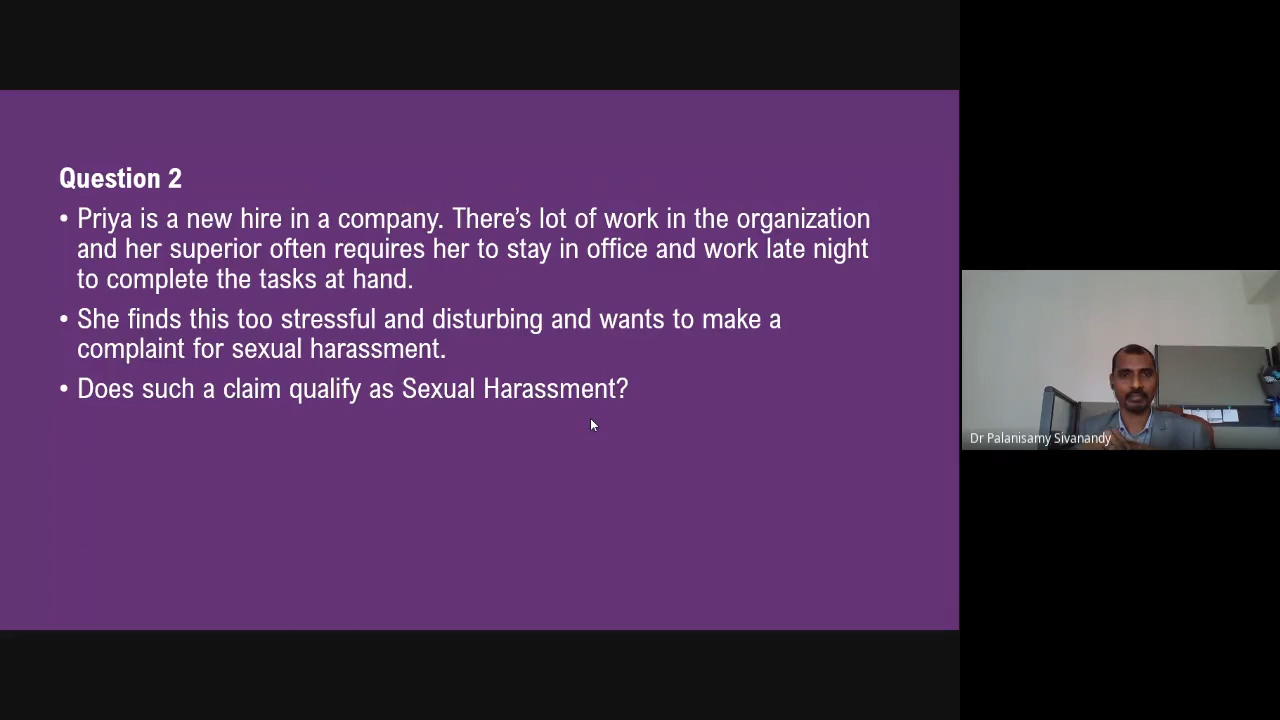 Question 2
• Priya is a new hire in a company. There’s lot of work in the organization
and her superior often requires her to stay in office and work late night
to complete the tasks at hand.
• She finds this too stressful and disturbing and wants to make a
complaint for sexual harassment.
• Does such a claim qualify as Sexual Harassment?
Dr Palanisamy Sivanandy